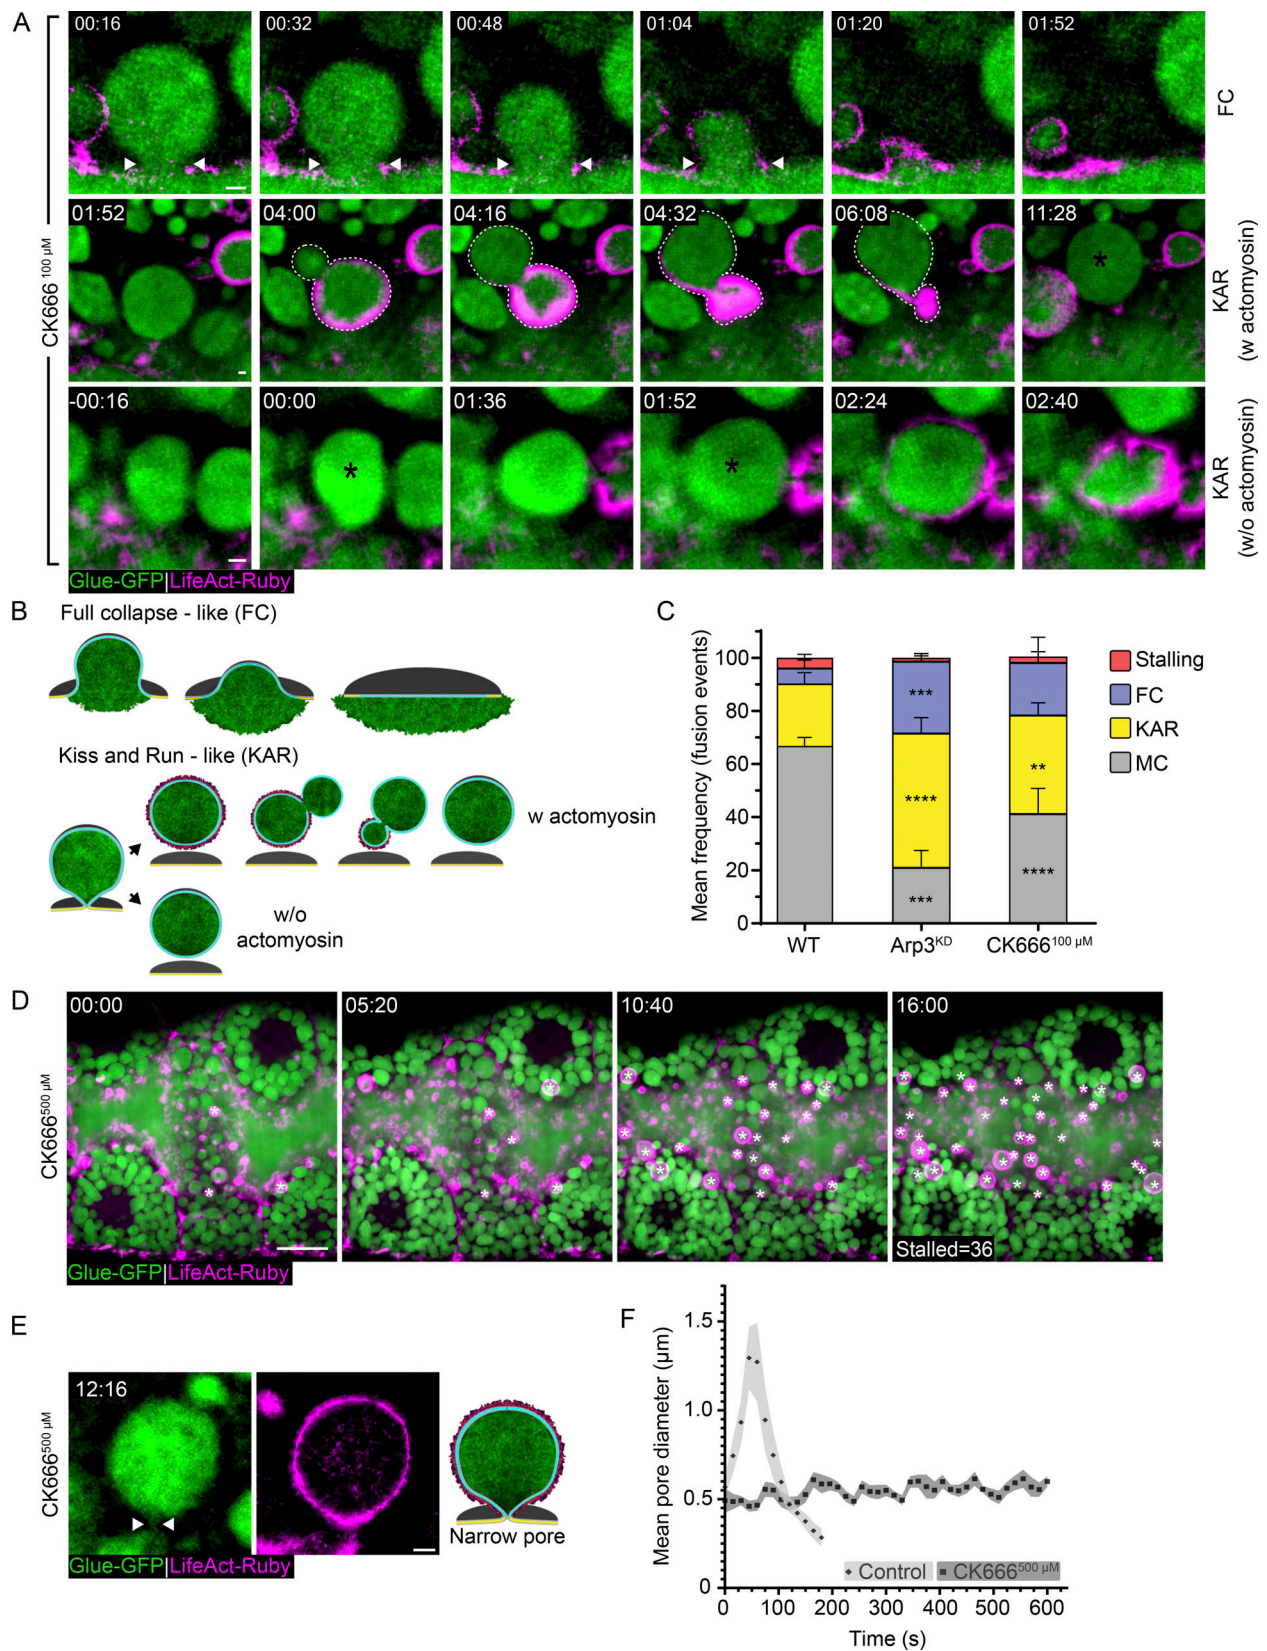 A
CK666 100 µM
00:16
00:32
00:48
01:04
01:20
01:52
FC
01:52
04:00
04:16
04:32
06:08
11:28
*
KAR
(w actomyosin)
-00:16
00:00
*
01:36
01:52
*
02:24
02:40
KAR
(w/o actomyosin)
Glue-GFP|LifeAct-Ruby
B
Full collapse - like (FC)
Kiss and Run - like (KAR)
w actomyosin
w/o
actomyosin
C
Mean frequency (fusion events)
100
80
60
40
20
0
***
****
***
**
****
WT
Arp3KD
CK666100 µM
Stalling
FC
KAR
MC
D
CK666500 µM
00:00
05:20
10:40
16:00
Stalled=36
Glue-GFP|LifeAct-Ruby
E
CK666500 µM
12:16
Glue-GFP|LifeAct-Ruby
Narrow pore
F
Mean pore diameter (µm)
1.5
1.0
0.5
0
Control
CK666500 µM
0 100 200 300 400 500 600
Time (s)